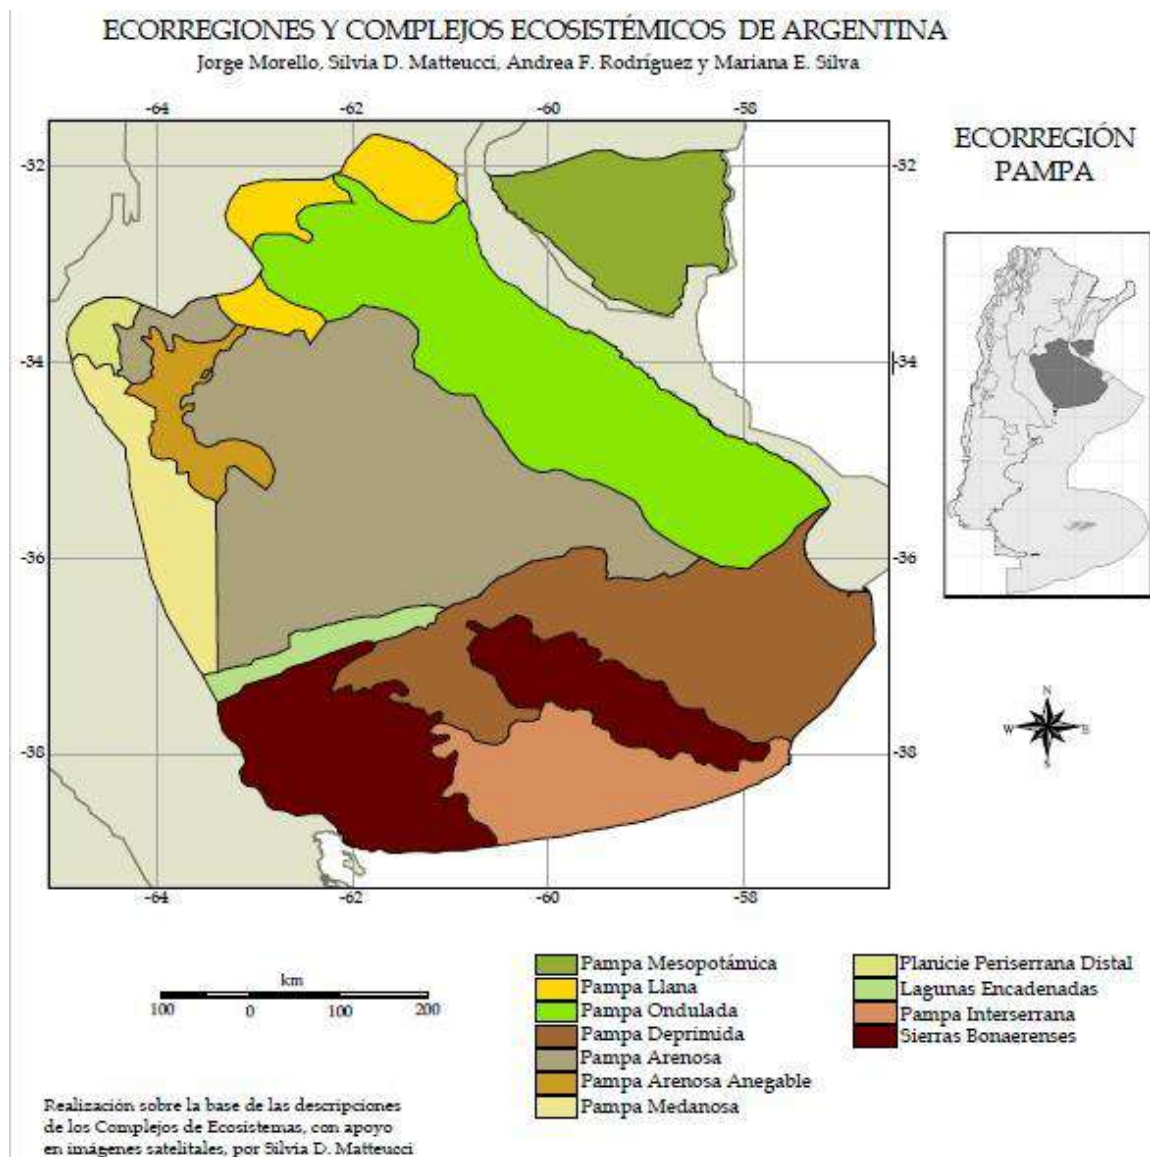 ECORREGIONES Y COMPLEJOS ECOSISTÉMICOS DE ARGENTINA
Jorge Morello, Silvia D. Matteucci, Andrea F. Rodríguez y Mariana E. Silva
-64 -62 -60 -58
-32 -32
-34 -34
-36 -36
-38 -38
-64 -62 -60 -58
ECORREGIÓN
PAMPA
N
W E
S
km
100 0 100 200
Pampa Mesopotámica
Pampa Llana
Pampa Ondulada
Pampa Deprimida
Pampa Arenosa
Pampa Arenosa Anegable
Pampa Medanosa
Planicie Periserrana Distal
Lagunas Encadenadas
Pampa Interserrana
Sierras Bonaerenses
Realización sobre la base de las descripciones
de los Complejos de Ecosistemas, con apoyo
en imágenes satelitales, por Silvia D. Matteucci